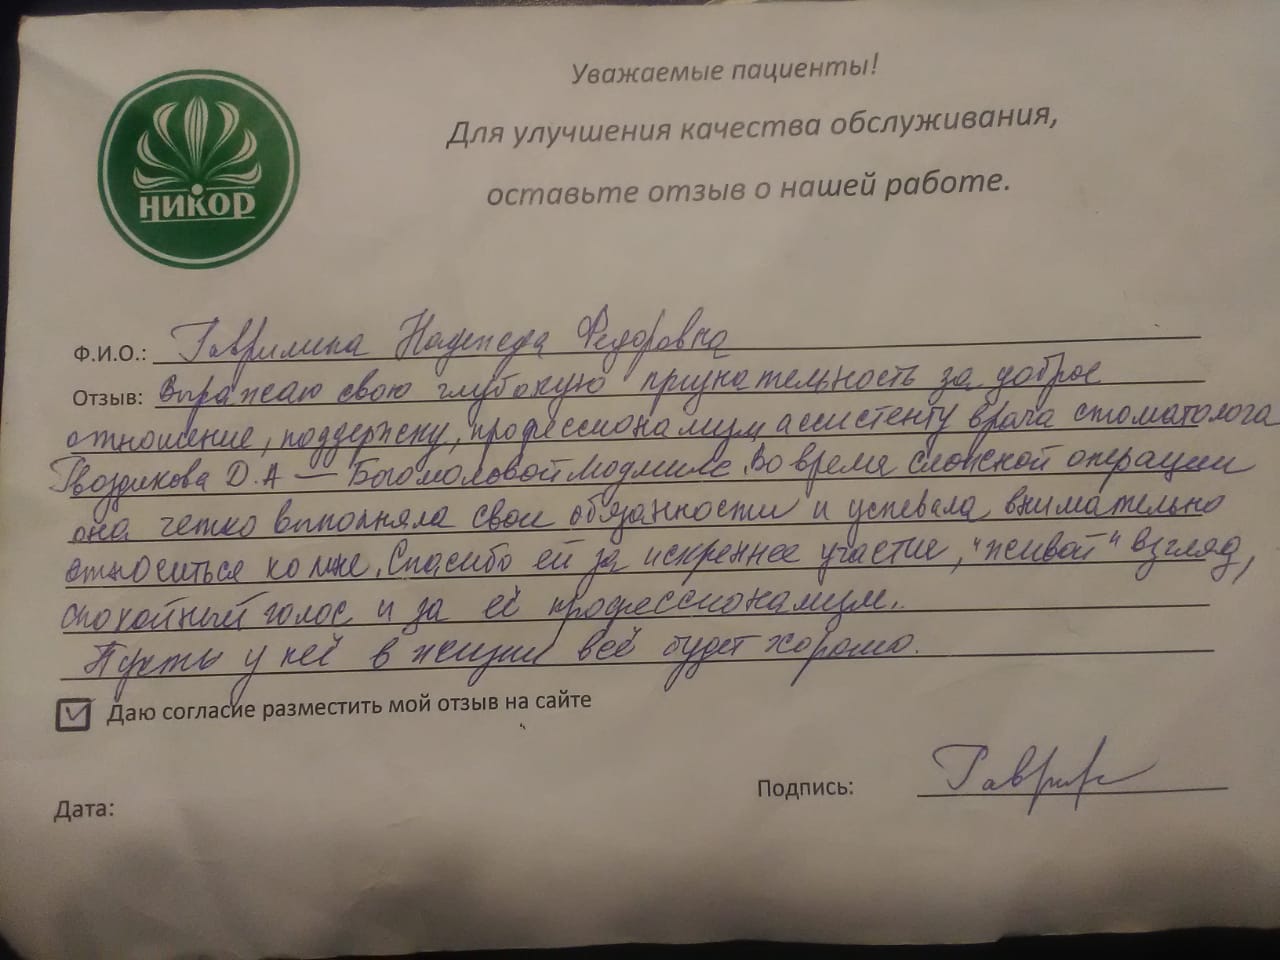 Уважаемые пациенты!
Для улучшения качества обслуживания,
оставьте отзыв о нашей работе.
НИКОР
Ф.И.О.: Гаврилина Надежда Федоровна
Отзыв: Выражаю свою глубокую признательность за доброе
отношение, поддержку, профессионализм ассистенту врача стоматолога
Гвоздикова Д.А — Богомоловой Людмиле. Во время сложной операции
она четко выполняла свои обязанности и успевала внимательно
относиться ко мне. Спасибо ей за искреннее участие, "живой" взгляд,
спокойный голос и за её профессионализм.
Пусть у неё в жизни всё будет хорошо.
Даю согласие разместить мой отзыв на сайте
Подпись: Гаврил
Дата: